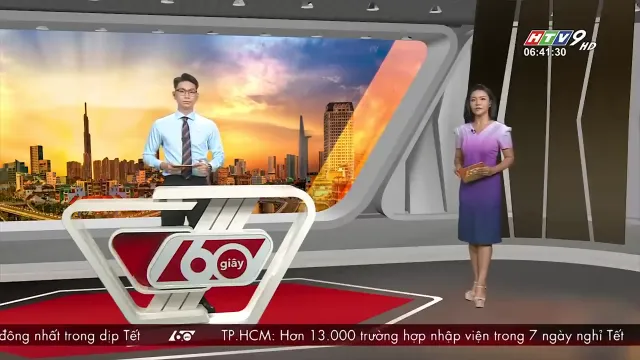 HTV9 HD
06:41:30
60 giây
đông nhất trong dịp Tết 60 TP.HCM: Hơn 13.000 trường hợp nhập viện trong 7 ngày nghỉ Tết